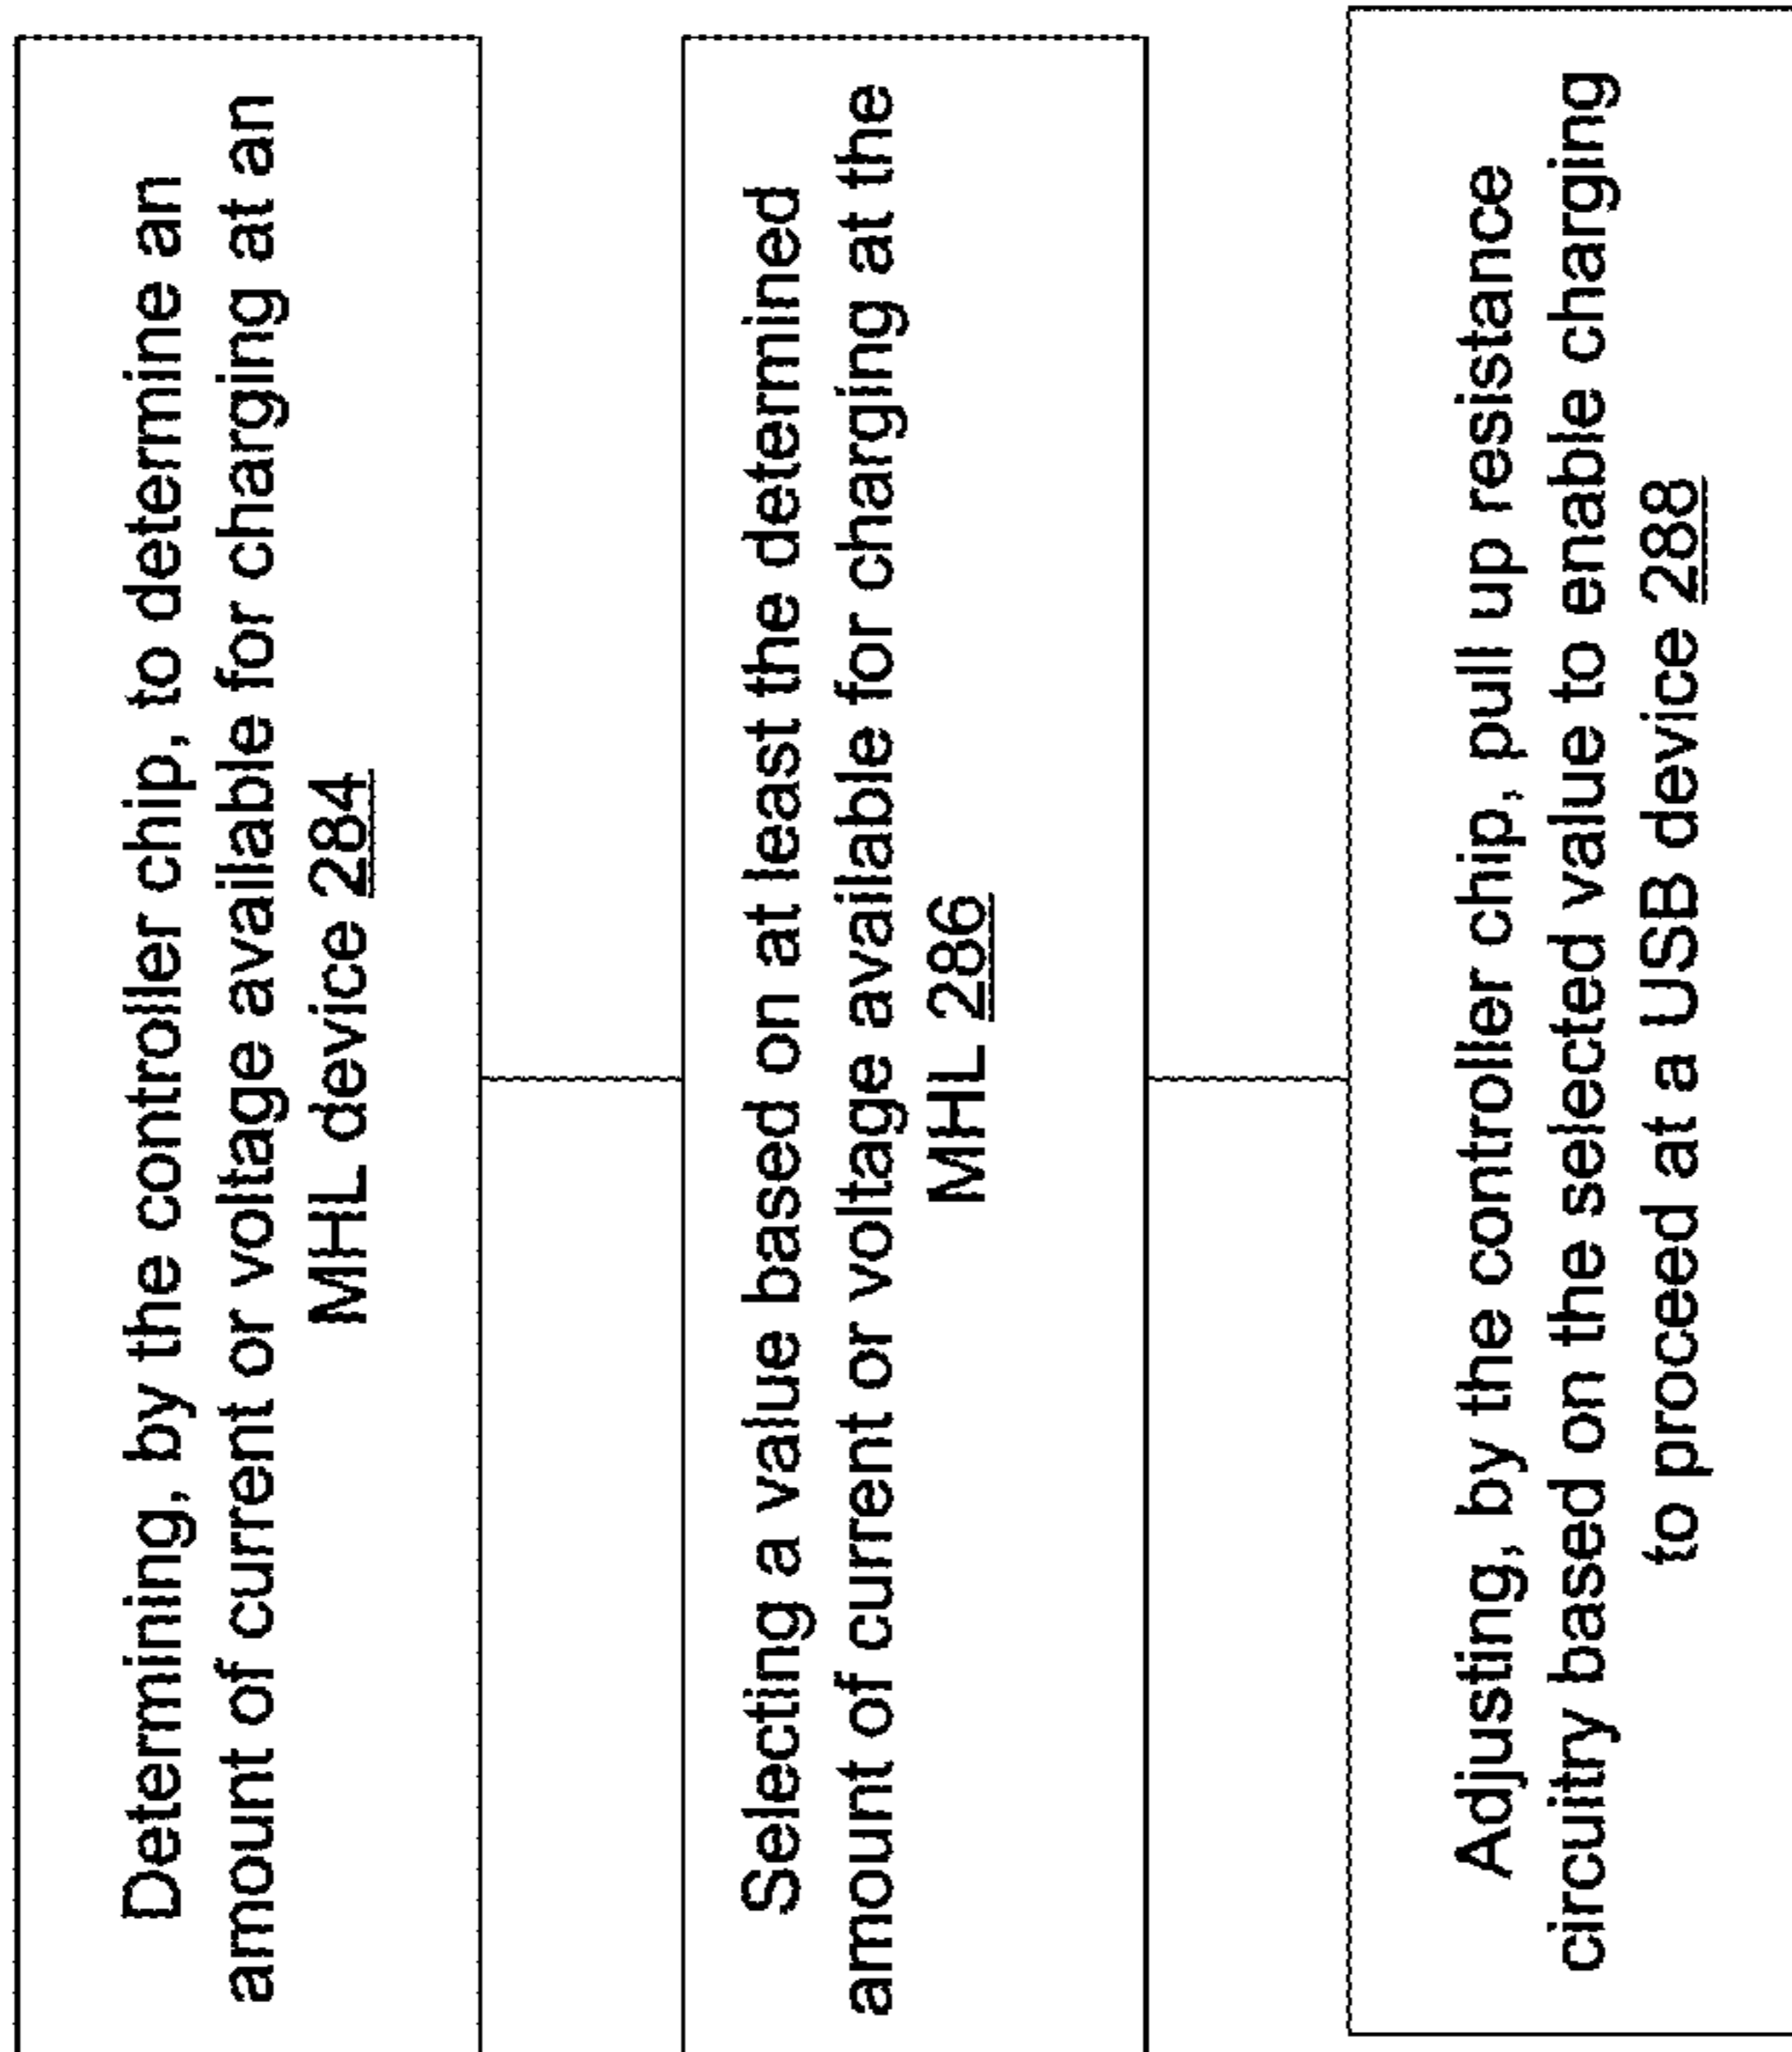 Determining, by the controller chip, to determine an
amount of current or voltage available for charging at an
MHL device 284
Selecting a value based on at least the determined
amount of current or voltage available for charging at the
MHL 286
Adjusting, by the controller chip, pull up resistance
circuitry based on the selected value to enable charging
to proceed at a USB device 288